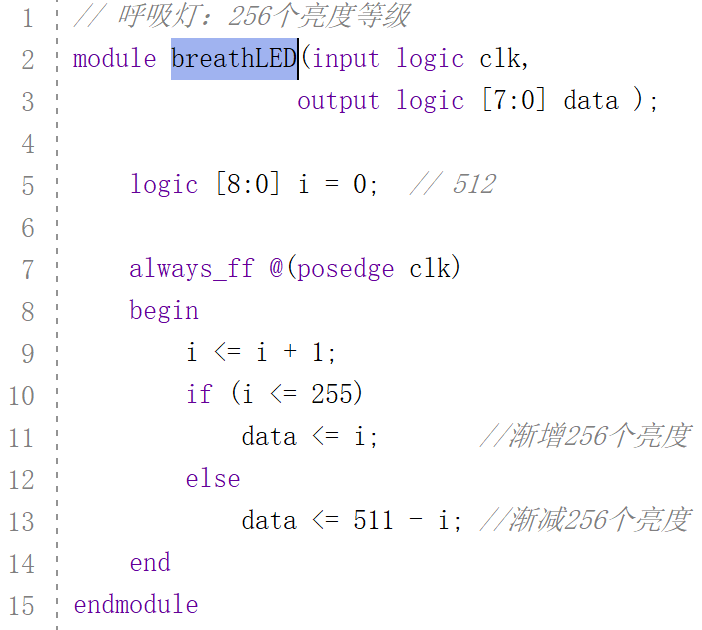 1 // 呼吸灯：256个亮度等级
2 module breathLED(input logic clk,
3                 output logic [7:0] data );
4
5     logic [8:0] i = 0;  // 512
6
7     always_ff @(posedge clk)
8     begin
9         i <= i + 1;
10         if (i <= 255)
11             data <= i;       //渐增256个亮度
12         else
13             data <= 511 - i; //渐减256个亮度
14     end
15 endmodule